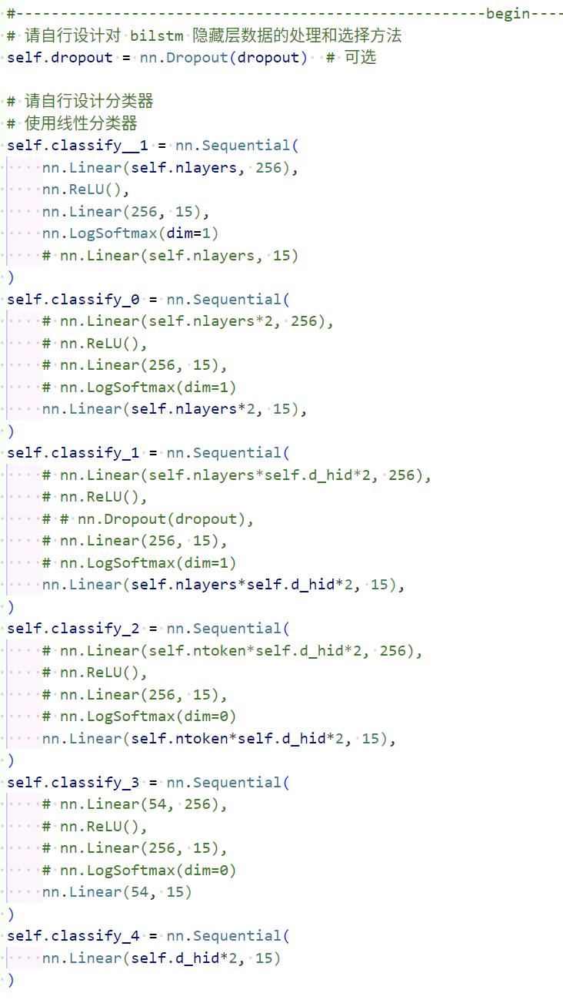 #-----------------------------------------------------begin----
# 请自行设计对 bilstm 隐藏层数据的处理和选择方法
self.dropout = nn.Dropout(dropout)  # 可选
# 请自行设计分类器
# 使用线性分类器
self.classify__1 = nn.Sequential(
    nn.Linear(self.nlayers, 256),
    nn.ReLU(),
    nn.Linear(256, 15),
    nn.LogSoftmax(dim=1)
    # nn.Linear(self.nlayers, 15)
)
self.classify_0 = nn.Sequential(
    # nn.Linear(self.nlayers*2, 256),
    # nn.ReLU(),
    # nn.Linear(256, 15),
    # nn.LogSoftmax(dim=1)
    nn.Linear(self.nlayers*2, 15),
)
self.classify_1 = nn.Sequential(
    # nn.Linear(self.nlayers*self.d_hid*2, 256),
    # nn.ReLU(),
    # # nn.Dropout(dropout),
    # nn.Linear(256, 15),
    # nn.LogSoftmax(dim=1)
    nn.Linear(self.nlayers*self.d_hid*2, 15),
)
self.classify_2 = nn.Sequential(
    # nn.Linear(self.ntoken*self.d_hid*2, 256),
    # nn.ReLU(),
    # nn.Linear(256, 15),
    # nn.LogSoftmax(dim=0)
    nn.Linear(self.ntoken*self.d_hid*2, 15),
)
self.classify_3 = nn.Sequential(
    # nn.Linear(54, 256),
    # nn.ReLU(),
    # nn.Linear(256, 15),
    # nn.LogSoftmax(dim=0)
    nn.Linear(54, 15)
)
self.classify_4 = nn.Sequential(
    nn.Linear(self.d_hid*2, 15)
)